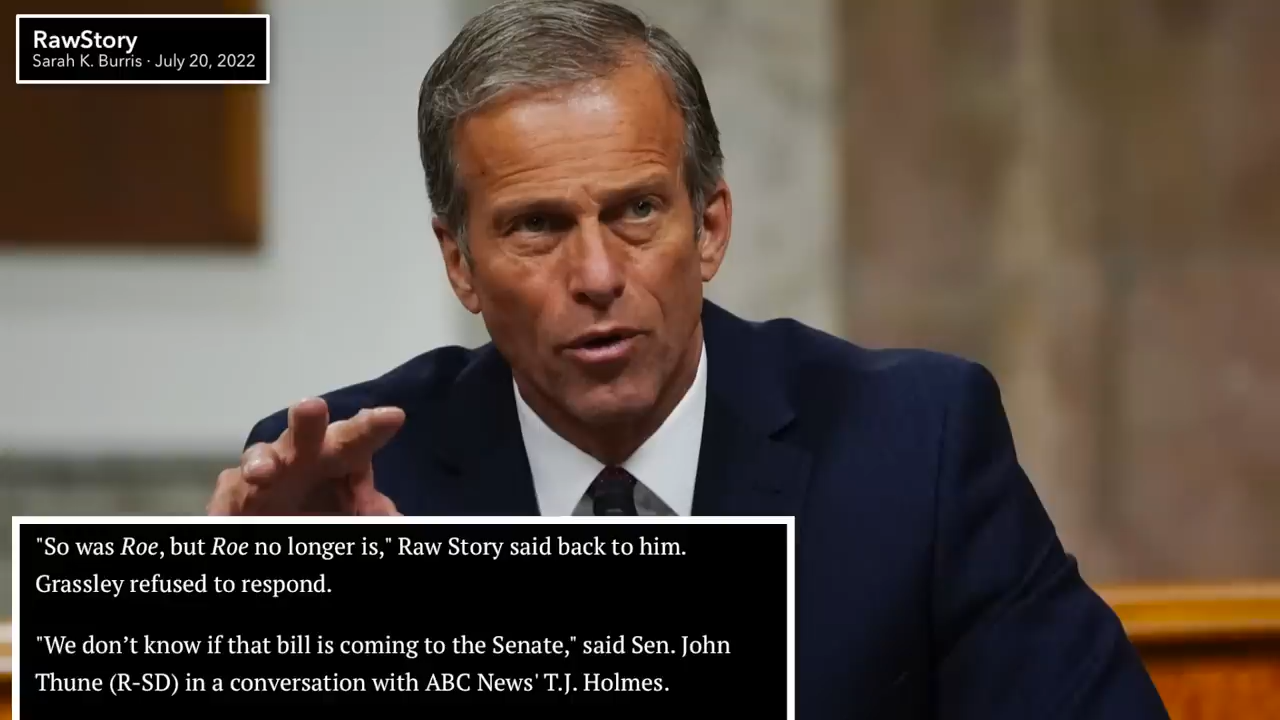 RawStory
Sarah K. Burris · July 20, 2022
"So was Roe, but Roe no longer is," Raw Story said back to him.
Grassley refused to respond.
"We don’t know if that bill is coming to the Senate," said Sen. John
Thune (R-SD) in a conversation with ABC News' T.J. Holmes.